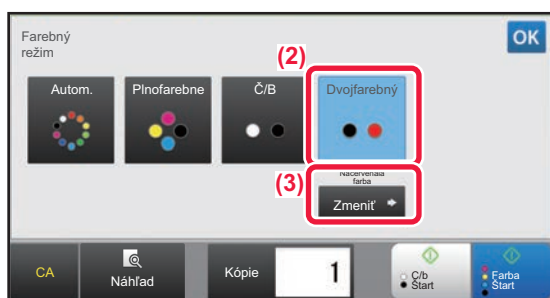 Farebný
režim
OK
(2)
Autom.
Plnofarebne
Č/B
Dvojfarebný
(3)
Načervenalá
farba
Zmeniť
CA
Náhľad
Kópie
1
Č/b
Štart
Farba
Štart